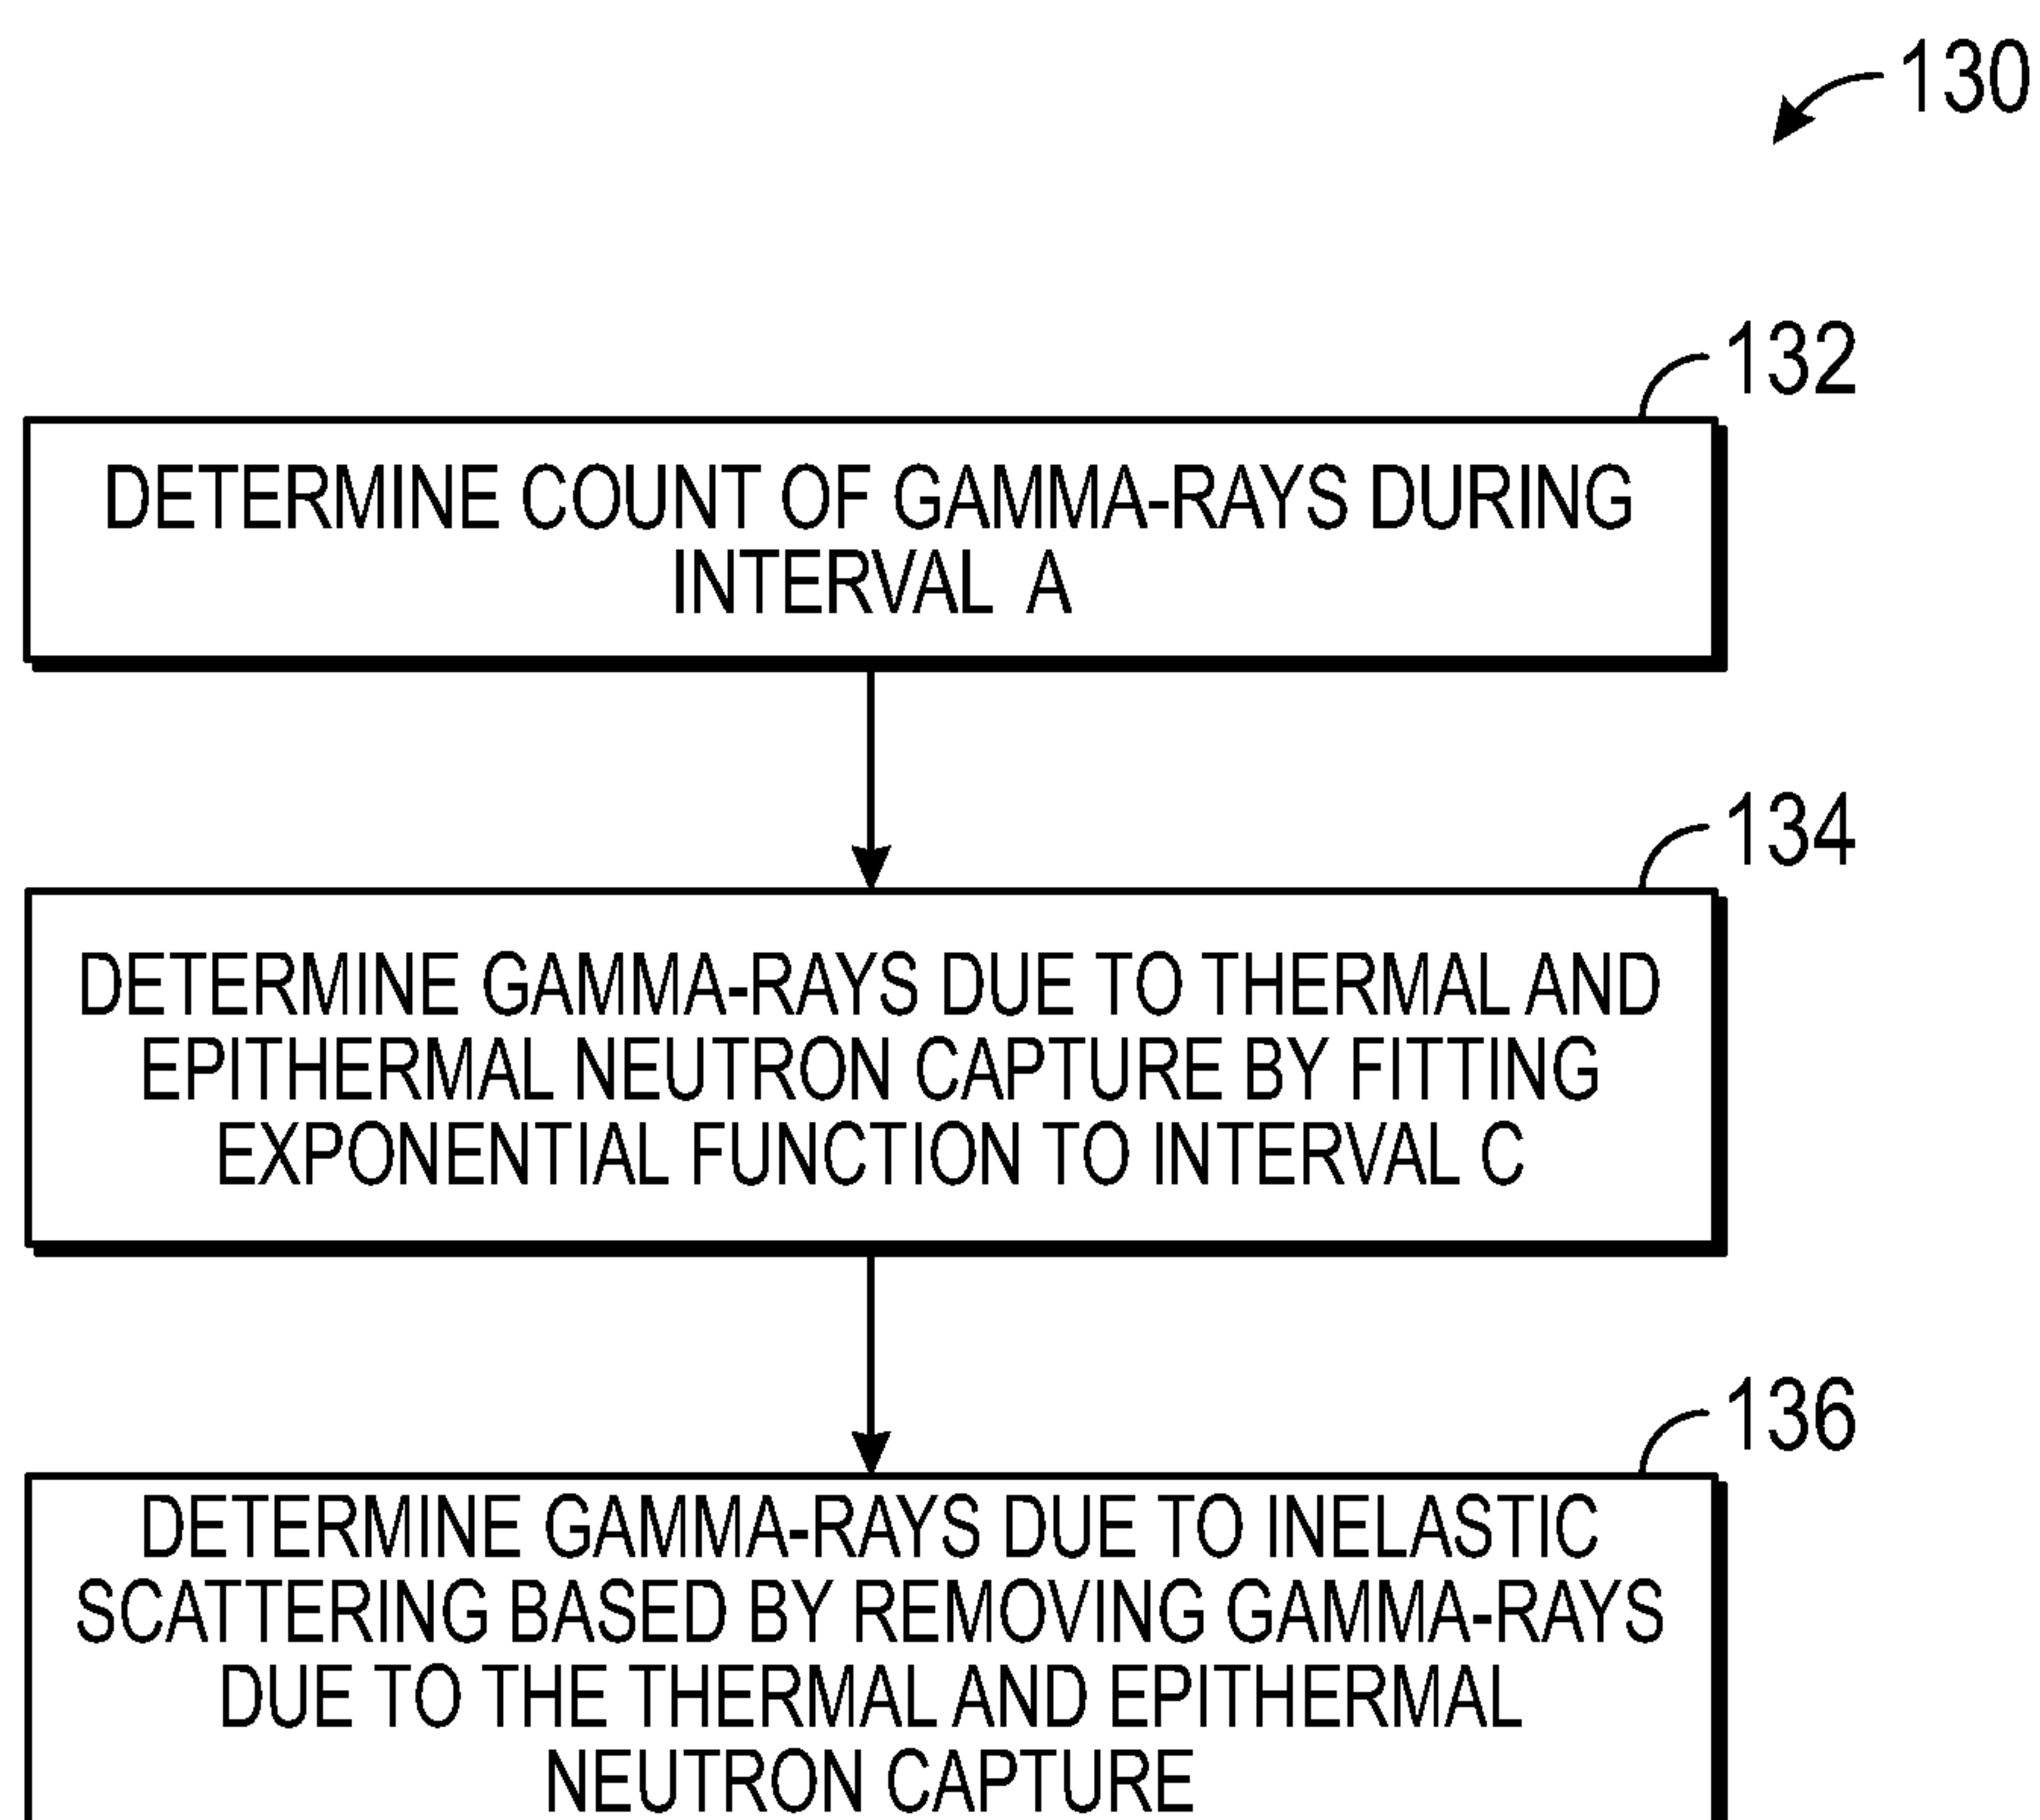 130
132
DETERMINE COUNT OF GAMMA-RAYS DURING
INTERVAL A
134
DETERMINE GAMMA-RAYS DUE TO THERMAL AND
EPITHERMAL NEUTRON CAPTURE BY FITTING
EXPONENTIAL FUNCTION TO INTERVAL C
136
DETERMINE GAMMA-RAYS DUE TO INELASTIC
SCATTERING BASED BY REMOVING GAMMA-RAYS
DUE TO THE THERMAL AND EPITHERMAL
NEUTRON CAPTURE